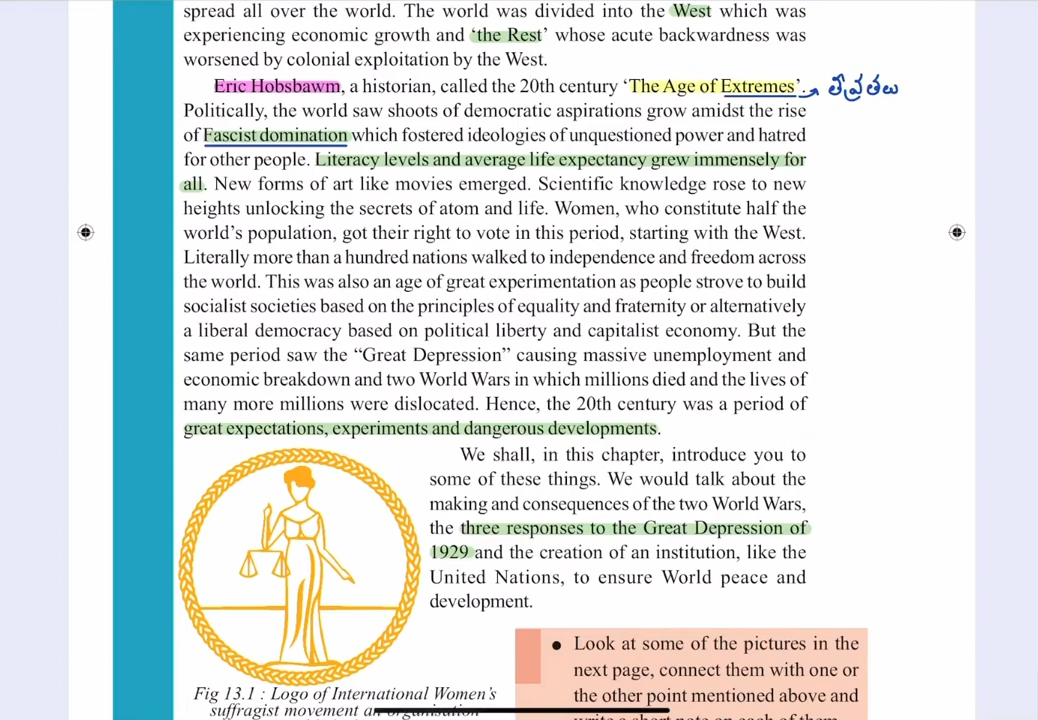 spread all over the world. The world was divided into the West which was
experiencing economic growth and ‘the Rest’ whose acute backwardness was
worsened by colonial exploitation by the West.
Eric Hobsbawm, a historian, called the 20th century ‘The Age of Extremes’. తీవ్రతలు
Politically, the world saw shoots of democratic aspirations grow amidst the rise
of Fascist domination which fostered ideologies of unquestioned power and hatred
for other people. Literacy levels and average life expectancy grew immensely for
all. New forms of art like movies emerged. Scientific knowledge rose to new
heights unlocking the secrets of atom and life. Women, who constitute half the
world’s population, got their right to vote in this period, starting with the West.
Literally more than a hundred nations walked to independence and freedom across
the world. This was also an age of great experimentation as people strove to build
socialist societies based on the principles of equality and fraternity or alternatively
a liberal democracy based on political liberty and capitalist economy. But the
same period saw the “Great Depression” causing massive unemployment and
economic breakdown and two World Wars in which millions died and the lives of
many more millions were dislocated. Hence, the 20th century was a period of
great expectations, experiments and dangerous developments.
We shall, in this chapter, introduce you to
some of these things. We would talk about the
making and consequences of the two World Wars,
the three responses to the Great Depression of
1929 and the creation of an institution, like the
United Nations, to ensure World peace and
development.
Look at some of the pictures in the
next page, connect them with one or
the other point mentioned above and
Fig 13.1 : Logo of International Women’s
suffragist movement an organisation